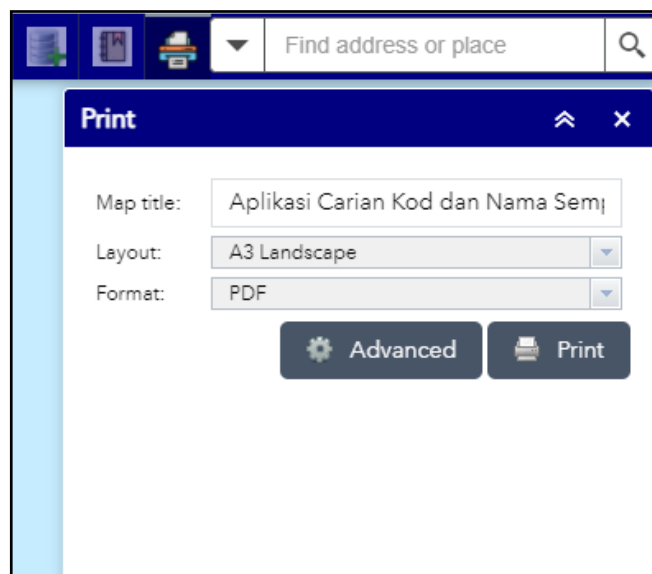 Find address or place
Print
Map title: Aplikasi Carian Kod dan Nama
Layout: A3 Landscape
Format: PDF
Advanced Print